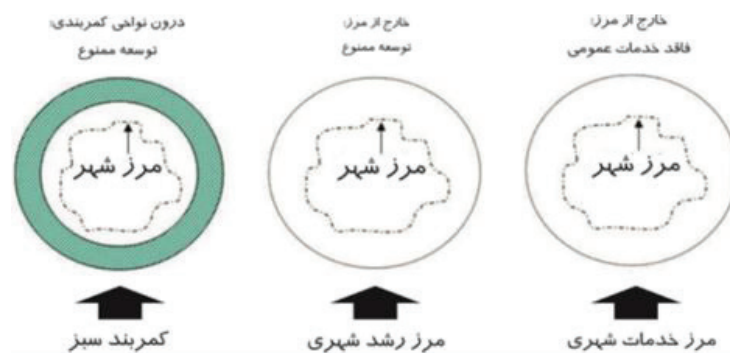 خارج از مرز:
فاقد خدمات عمومی
مرز شهر
مرز خدمات شهری
خارج از مرز:
توسعه ممنوع
مرز شهر
مرز رشد شهری
درون نواحی کمربندی:
توسعه ممنوع
مرز شهر
کمربند سبز